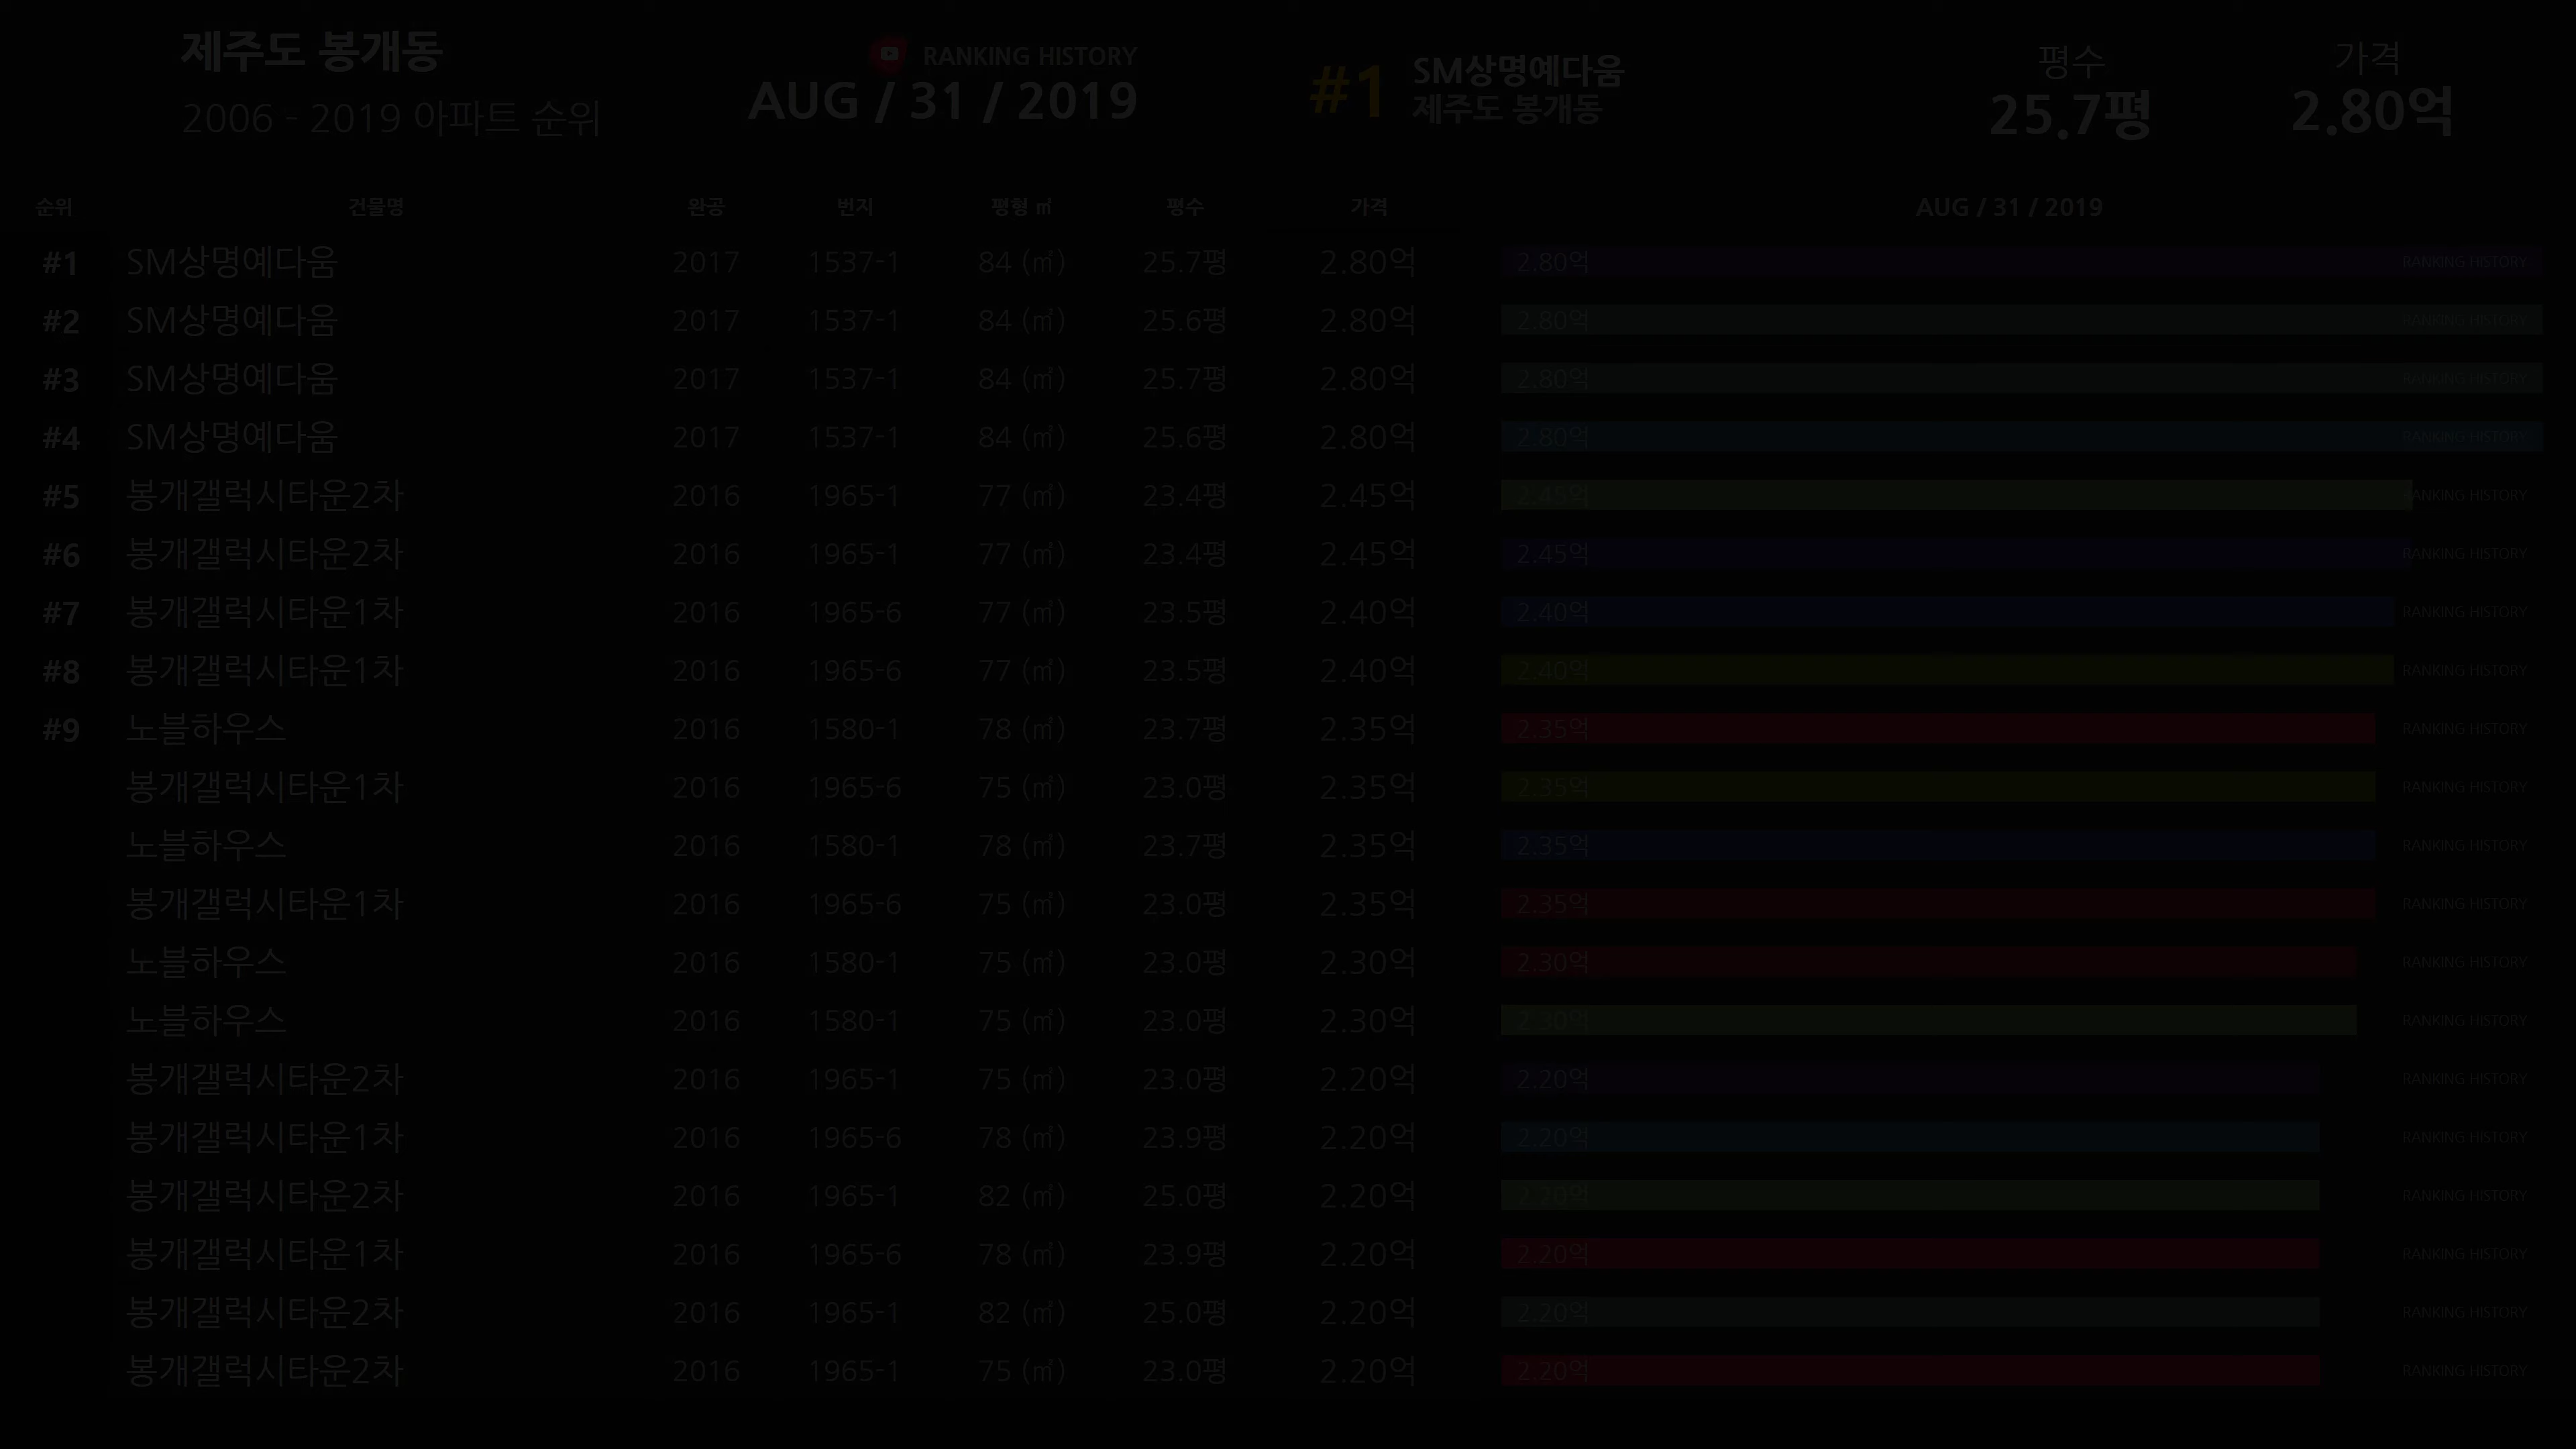 제주도 봉개동
2006 - 2019 아파트 순위
RANKING HISTORY
AUG / 31 / 2019
#1 SM상명예다움
제주도 봉개동
평수 가격
25.7평 2.80억
순위 건물명 완공 번지 평형 ㎡ 평수 가격 AUG / 31 / 2019
#1 SM상명예다움 2017 1537-1 84 (㎡) 25.7평 2.80억 2.80억 RANKING HISTORY
#2 SM상명예다움 2017 1537-1 84 (㎡) 25.6평 2.80억 2.80억 RANKING HISTORY
#3 SM상명예다움 2017 1537-1 84 (㎡) 25.7평 2.80억 2.80억 RANKING HISTORY
#4 SM상명예다움 2017 1537-1 84 (㎡) 25.6평 2.80억 2.80억 RANKING HISTORY
#5 봉개갤럭시타운2차 2016 1965-1 77 (㎡) 23.4평 2.45억 2.45억 RANKING HISTORY
#6 봉개갤럭시타운2차 2016 1965-1 77 (㎡) 23.4평 2.45억 2.45억 RANKING HISTORY
#7 봉개갤럭시타운1차 2016 1965-6 77 (㎡) 23.5평 2.40억 2.40억 RANKING HISTORY
#8 봉개갤럭시타운1차 2016 1965-6 77 (㎡) 23.5평 2.40억 2.40억 RANKING HISTORY
#9 노블하우스 2016 1580-1 78 (㎡) 23.7평 2.35억 2.35억 RANKING HISTORY
봉개갤럭시타운1차 2016 1965-6 75 (㎡) 23.0평 2.35억 2.35억 RANKING HISTORY
노블하우스 2016 1580-1 78 (㎡) 23.7평 2.35억 2.35억 RANKING HISTORY
봉개갤럭시타운1차 2016 1965-6 75 (㎡) 23.0평 2.35억 2.35억 RANKING HISTORY
노블하우스 2016 1580-1 75 (㎡) 23.0평 2.30억 2.30억 RANKING HISTORY
노블하우스 2016 1580-1 75 (㎡) 23.0평 2.30억 2.30억 RANKING HISTORY
봉개갤럭시타운2차 2016 1965-1 75 (㎡) 23.0평 2.20억 2.20억 RANKING HISTORY
봉개갤럭시타운1차 2016 1965-6 78 (㎡) 23.9평 2.20억 2.20억 RANKING HISTORY
봉개갤럭시타운2차 2016 1965-1 82 (㎡) 25.0평 2.20억 2.20억 RANKING HISTORY
봉개갤럭시타운1차 2016 1965-6 78 (㎡) 23.9평 2.20억 2.20억 RANKING HISTORY
봉개갤럭시타운2차 2016 1965-1 82 (㎡) 25.0평 2.20억 2.20억 RANKING HISTORY
봉개갤럭시타운2차 2016 1965-1 75 (㎡) 23.0평 2.20억 2.20억 RANKING HISTORY